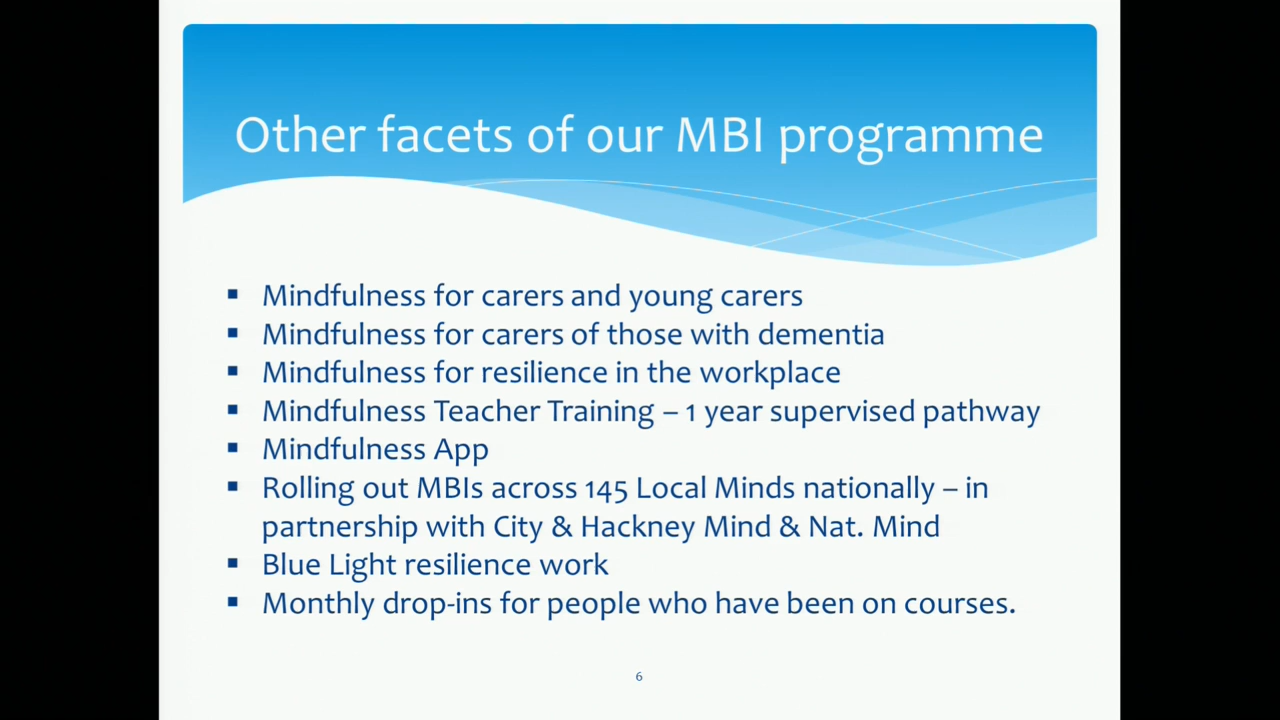 Other facets of our MBI programme
▪ Mindfulness for carers and young carers
▪ Mindfulness for carers of those with dementia
▪ Mindfulness for resilience in the workplace
▪ Mindfulness Teacher Training – 1 year supervised pathway
▪ Mindfulness App
▪ Rolling out MBIs across 145 Local Minds nationally – in
partnership with City & Hackney Mind & Nat. Mind
▪ Blue Light resilience work
▪ Monthly drop-ins for people who have been on courses.
6